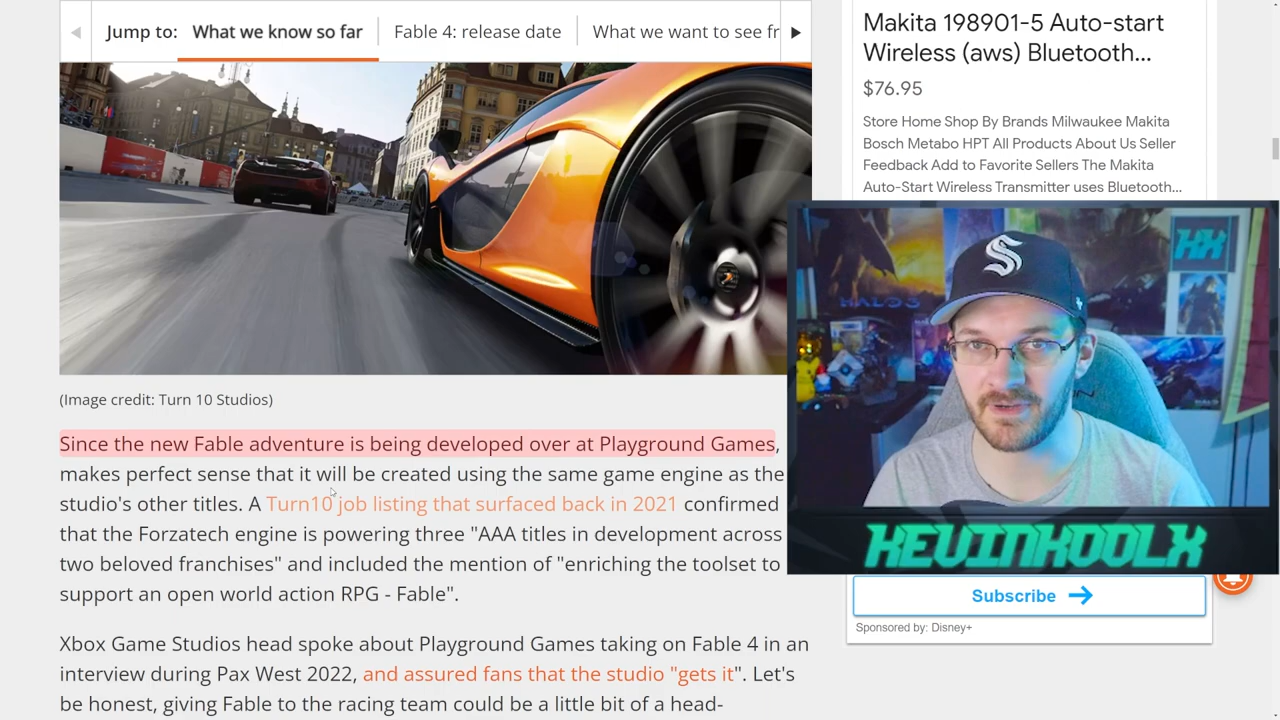 Jump to: What we know so far Fable 4: release date What we want to see fr
(Image credit: Turn 10 Studios)
Since the new Fable adventure is being developed over at Playground Games,
makes perfect sense that it will be created using the same game engine as the
studio's other titles. A Turn10 job listing that surfaced back in 2021 confirmed
that the Forzatech engine is powering three "AAA titles in development across
two beloved franchises" and included the mention of "enriching the toolset to
support an open world action RPG - Fable".
Xbox Game Studios head spoke about Playground Games taking on Fable 4 in an
interview during Pax West 2022, and assured fans that the studio "gets it". Let's
be honest, giving Fable to the racing team could be a little bit of a head-
Makita 198901-5 Auto-start
Wireless (aws) Bluetooth...
$76.95
Store Home Shop By Brands Milwaukee Makita
Bosch Metabo HPT All Products About Us Seller
Feedback Add to Favorite Sellers The Makita
Auto-Start Wireless Transmitter uses Bluetooth...
HALO 3
KX
KEVINKOOLX
Subscribe
Sponsored by: Disney+